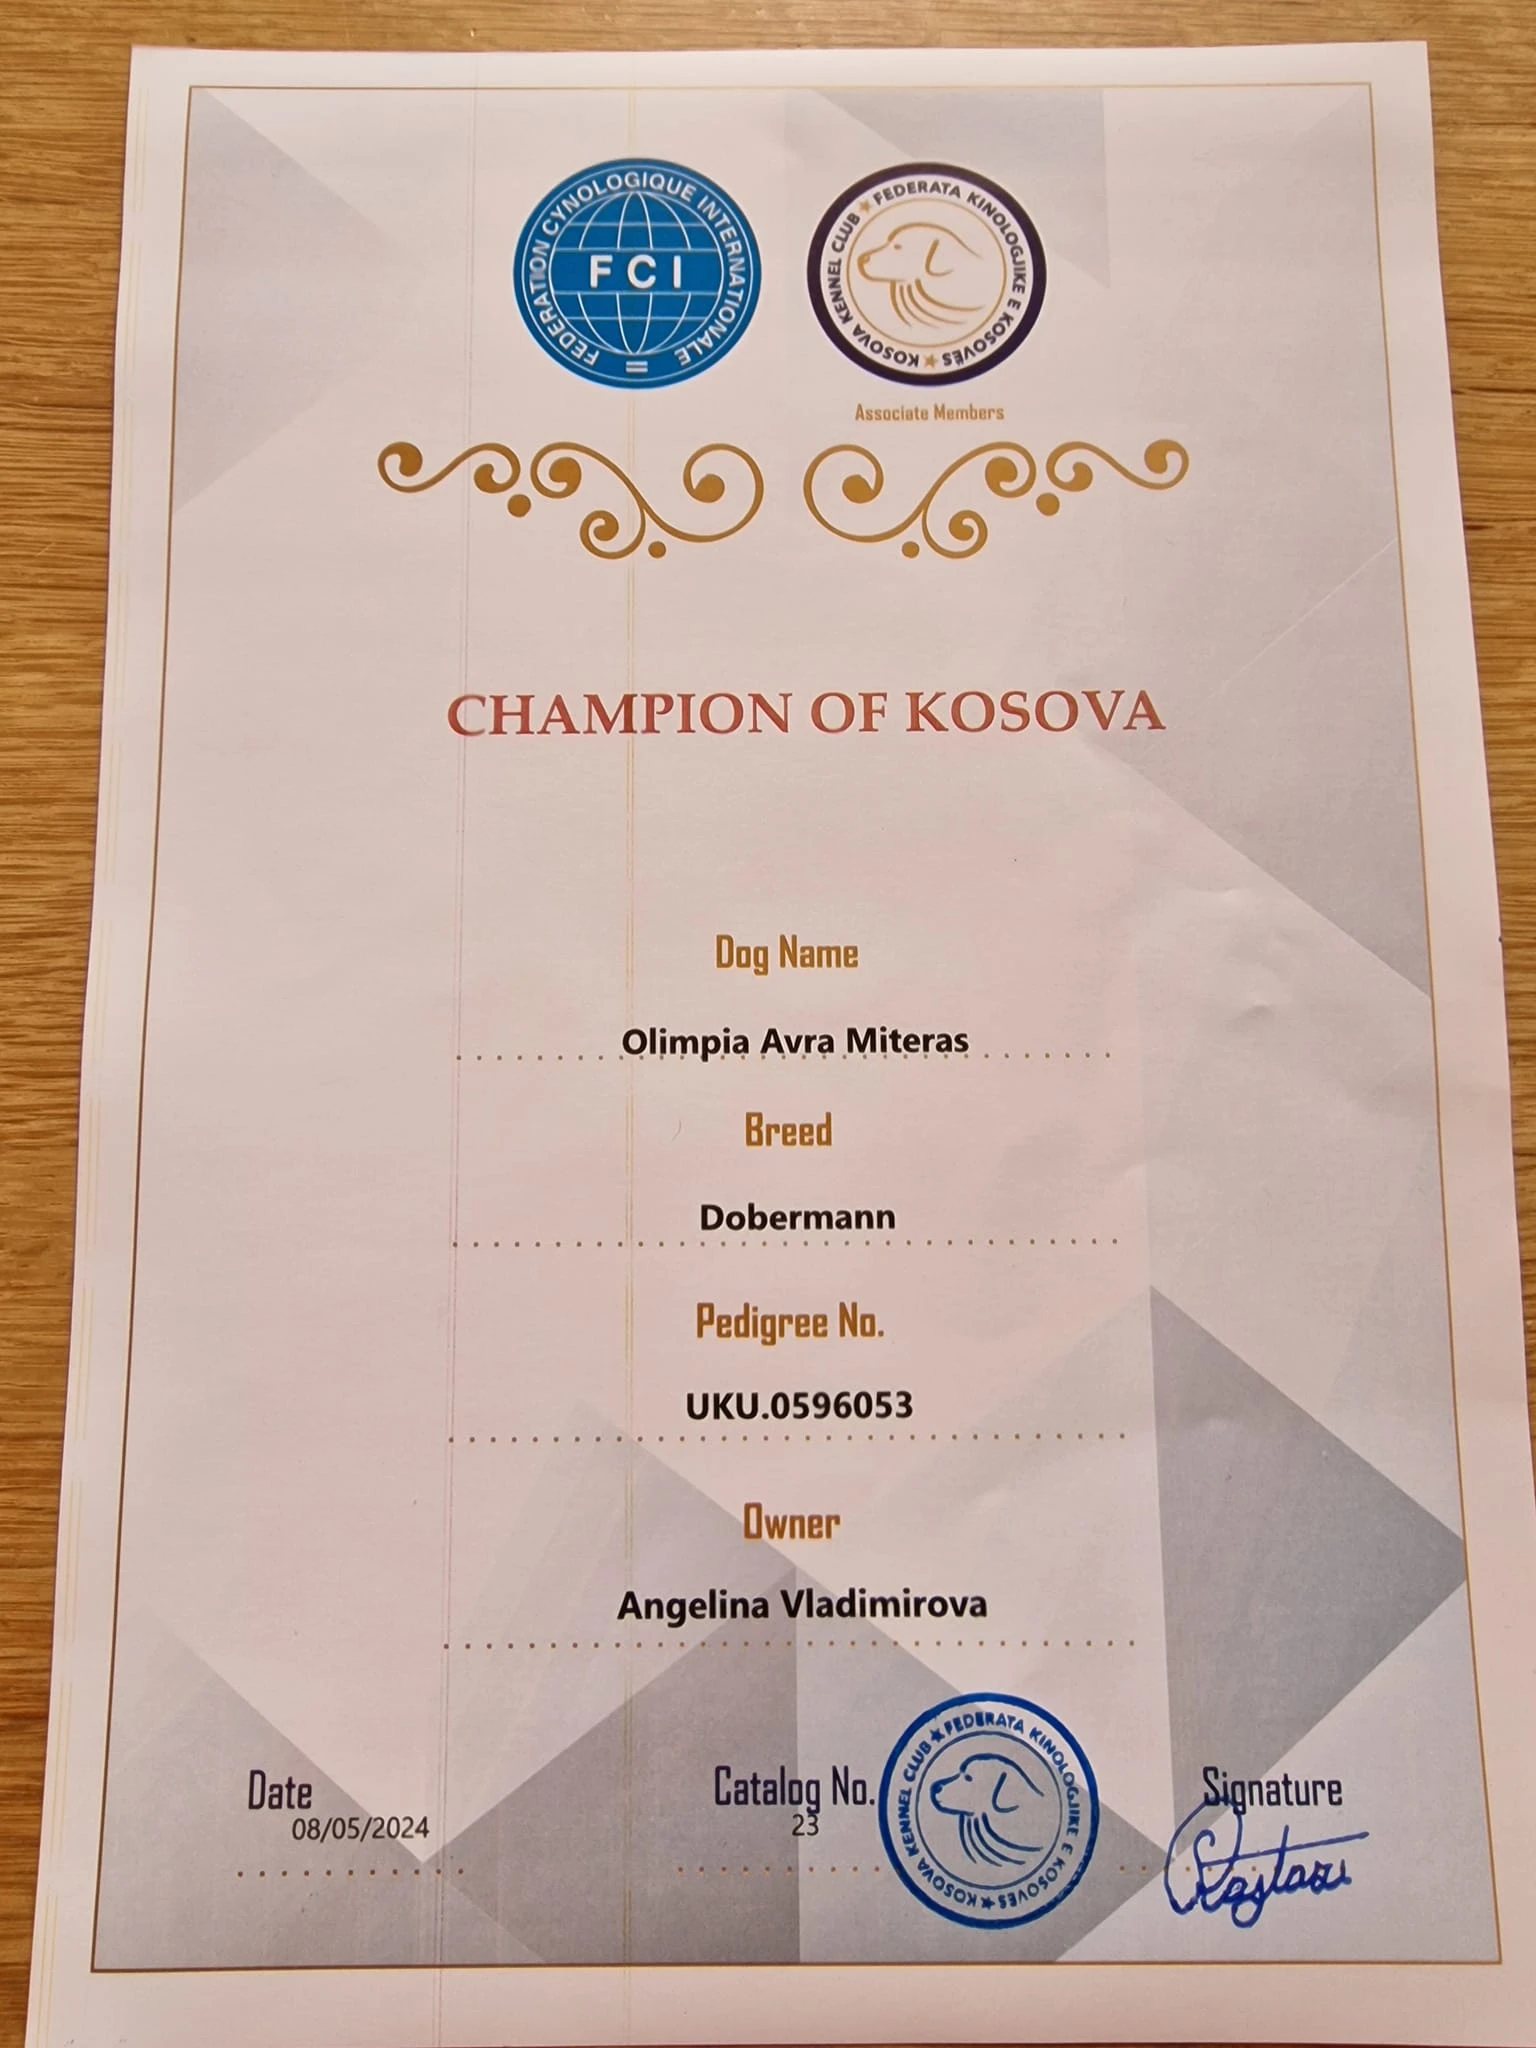 FEDERATION CYNOLOGIQUE INTERNATIONALE
FCI
KOSOVA KENNEL CLUB ★ FEDERATA KINOLOGJIKE E KOSOVËS ★
Associate Members
CHAMPION OF KOSOVA
Dog Name
Olimpia Avra Miteras
Breed
Dobermann
Pedigree No.
UKU.0596053
Owner
Angelina Vladimirova
Date
08/05/2024
Catalog No.
23
KOSOVA KENNEL CLUB ★ FEDERATA KINOLOGJIKE E KOSOVËS ★
Signature